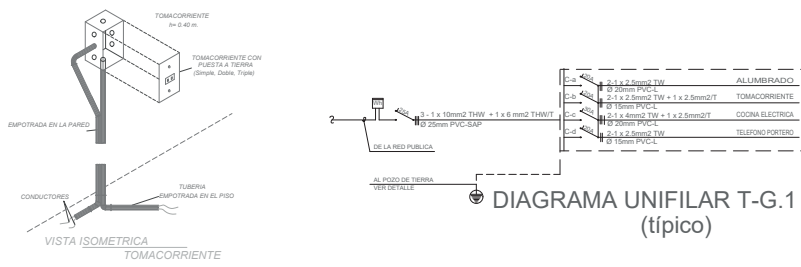 TOMACORRIENTE
h= 0.40 m.
TOMACORRIENTE CON
PUESTA A TIERRA
(Simple, Doble, Triple)
EMPOTRADA EN LA PARED
CONDUCTORES
TUBERIA
EMPOTRADA EN EL PISO
VISTA ISOMETRICA
TOMACORRIENTE
Wh
3 - 1 x 10mm2 THW + 1 x 6 mm2 THW/T
Ø 25mm PVC-SAP
DE LA RED PUBLICA
AL POZO DE TIERRA
VER DETALLE
C-a
2-1 x 2.5mm2 TW
ALUMBRADO
Ø 20mm PVC-L
C-b
2-1 x 2.5mm2 TW + 1 x 2.5mm2/T
TOMACORRIENTE
Ø 15mm PVC-L
C-c
2-1 x 4mm2 TW + 1 x 2.5mm2/T
COCINA ELECTRICA
Ø 20mm PVC-L
C-d
2-1 x 2.5mm2 TW
TELEFONO PORTERO
Ø 15mm PVC-L
DIAGRAMA UNIFILAR T-G.1
(típico)